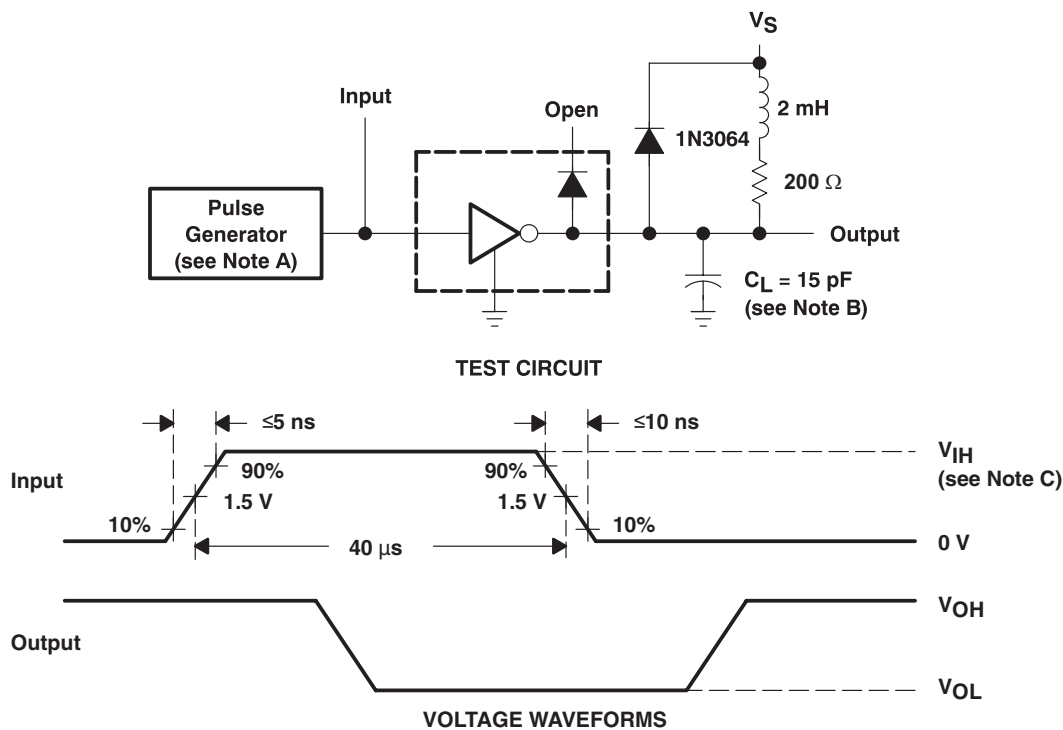 VS
Input
2 mH
Open
1N3064
200 Ω
Pulse
Generator
(see Note A)
Output
CL = 15 pF
(see Note B)
TEST CIRCUIT
≤5 ns
≤10 ns
Input
90%
90%
VIH
(see Note C)
1.5 V
1.5 V
10%
10%
40 μs
0 V
VOH
Output
VOL
VOLTAGE WAVEFORMS